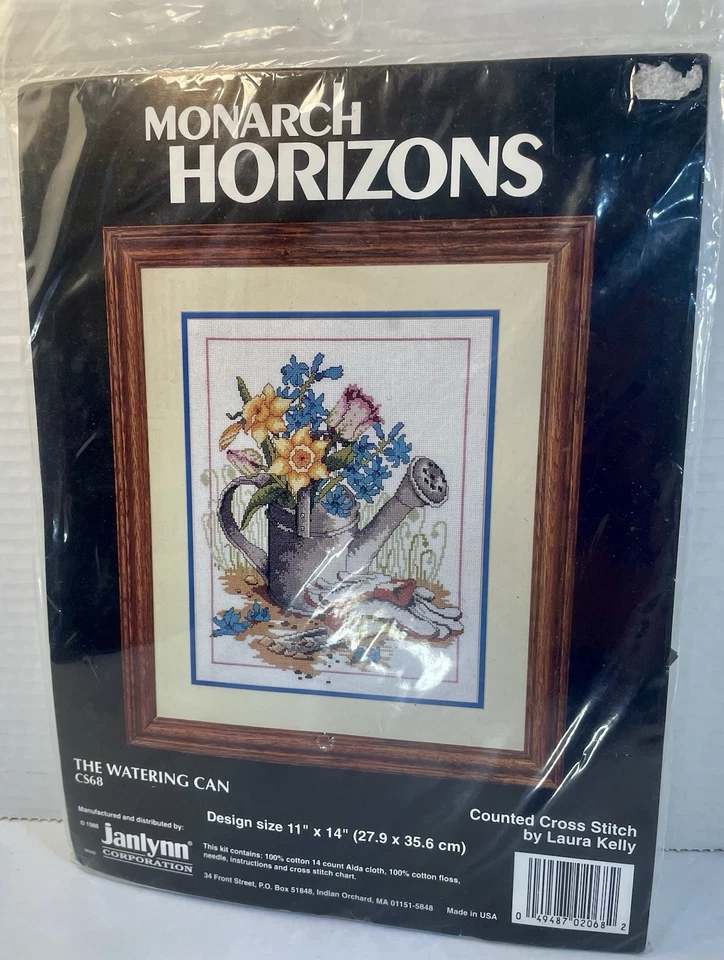 MONARCH
HORIZONS
THE WATERING CAN
CS68
Manufactured and distributed by:
© 1988
Janlynn®
CORPORATION
Design size 11" x 14" (27.9 x 35.6 cm)
This kit contains: 100% cotton 14 count Aida cloth, 100% cotton floss,
needle, instructions and cross stitch chart.
34 Front Street, P.O. Box 51848, Indian Orchard, MA 01151-5848
Made in USA
Counted Cross Stitch
by Laura Kelly
0 49487 02068 2